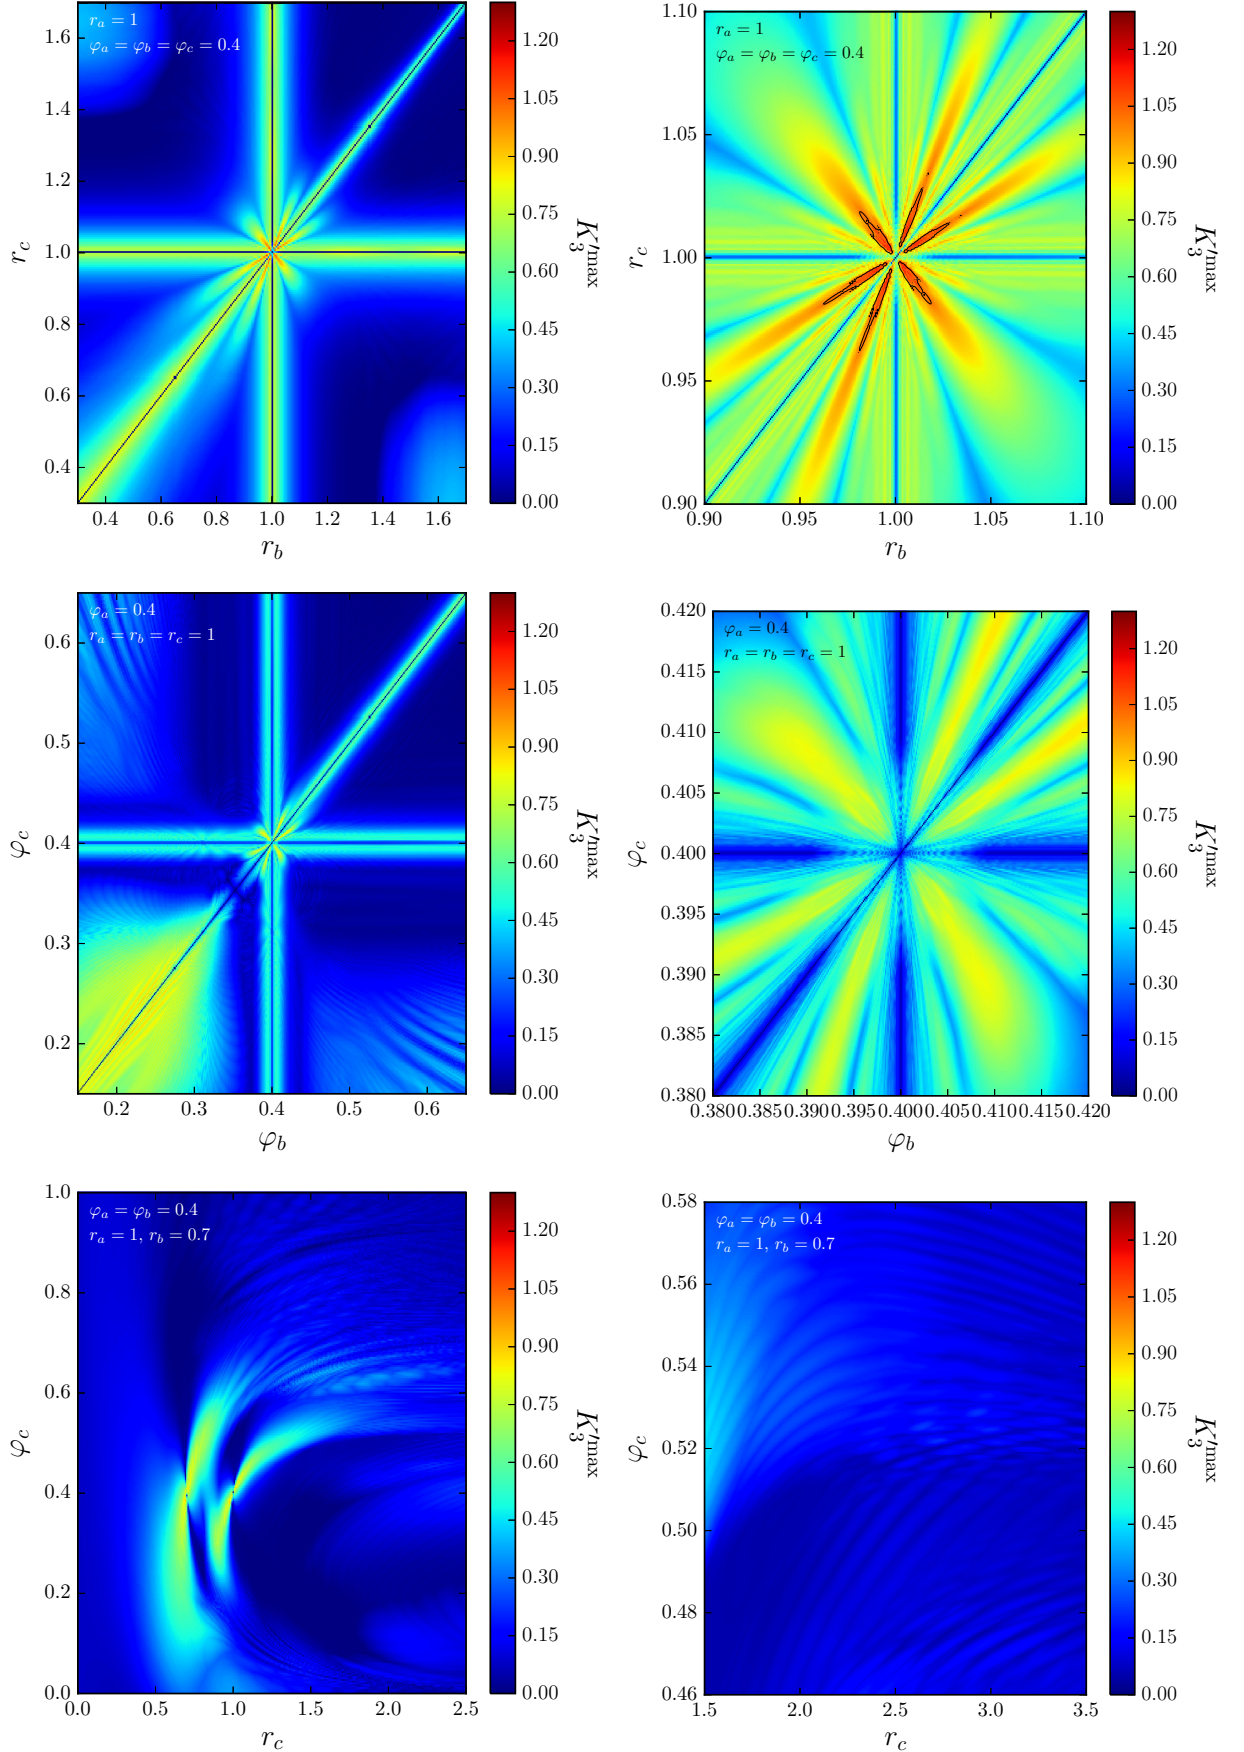 r_a = 1
φ_a = φ_b = φ_c = 0.4
1.6
1.4
1.2
1.0
0.8
0.6
0.4
r_c
0.4 0.6 0.8 1.0 1.2 1.4 1.6
r_b
1.20
1.05
0.90
0.75
0.60
0.45
0.30
0.15
0.00
K_3'^max
r_a = 1
φ_a = φ_b = φ_c = 0.4
1.10
1.05
1.00
0.95
0.90
r_c
0.90 0.95 1.00 1.05 1.10
r_b
1.20
1.05
0.90
0.75
0.60
0.45
0.30
0.15
0.00
K_3'^max
φ_a = 0.4
r_a = r_b = r_c = 1
0.6
0.5
0.4
0.3
0.2
φ_c
0.2 0.3 0.4 0.5 0.6
φ_b
1.20
1.05
0.90
0.75
0.60
0.45
0.30
0.15
0.00
K_3'^max
φ_a = 0.4
r_a = r_b = r_c = 1
0.420
0.415
0.410
0.405
0.400
0.395
0.390
0.385
0.380
φ_c
0.380 0.385 0.390 0.395 0.400 0.405 0.410 0.415 0.420
φ_b
1.20
1.05
0.90
0.75
0.60
0.45
0.30
0.15
0.00
K_3'^max
φ_a = φ_b = 0.4
r_a = 1, r_b = 0.7
1.0
0.8
0.6
0.4
0.2
0.0
φ_c
0.0 0.5 1.0 1.5 2.0 2.5
r_c
1.20
1.05
0.90
0.75
0.60
0.45
0.30
0.15
0.00
K_3'^max
φ_a = φ_b = 0.4
r_a = 1, r_b = 0.7
0.58
0.56
0.54
0.52
0.50
0.48
0.46
φ_c
1.5 2.0 2.5 3.0 3.5
r_c
1.20
1.05
0.90
0.75
0.60
0.45
0.30
0.15
0.00
K_3'^max